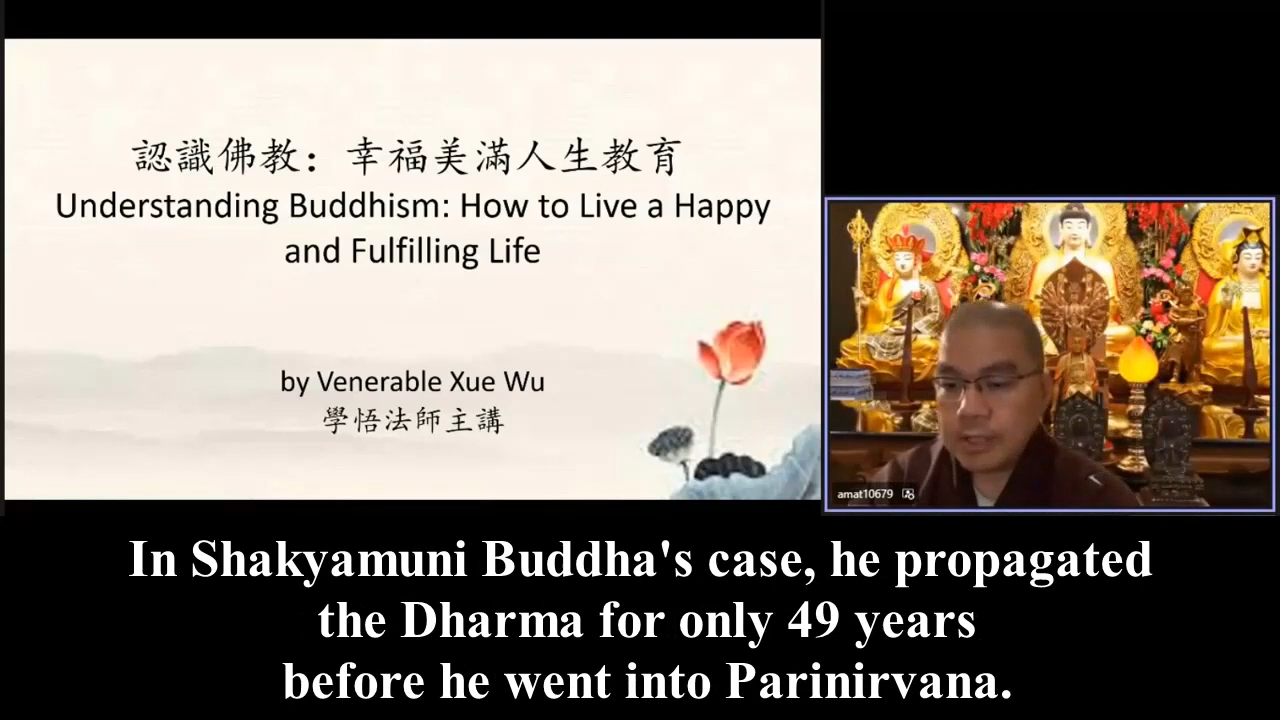 認識佛教：幸福美滿人生教育
Understanding Buddhism: How to Live a Happy
and Fulfilling Life
by Venerable Xue Wu
學悟法師主講
amat10679
In Shakyamuni Buddha's case, he propagated
the Dharma for only 49 years
before he went into Parinirvana.